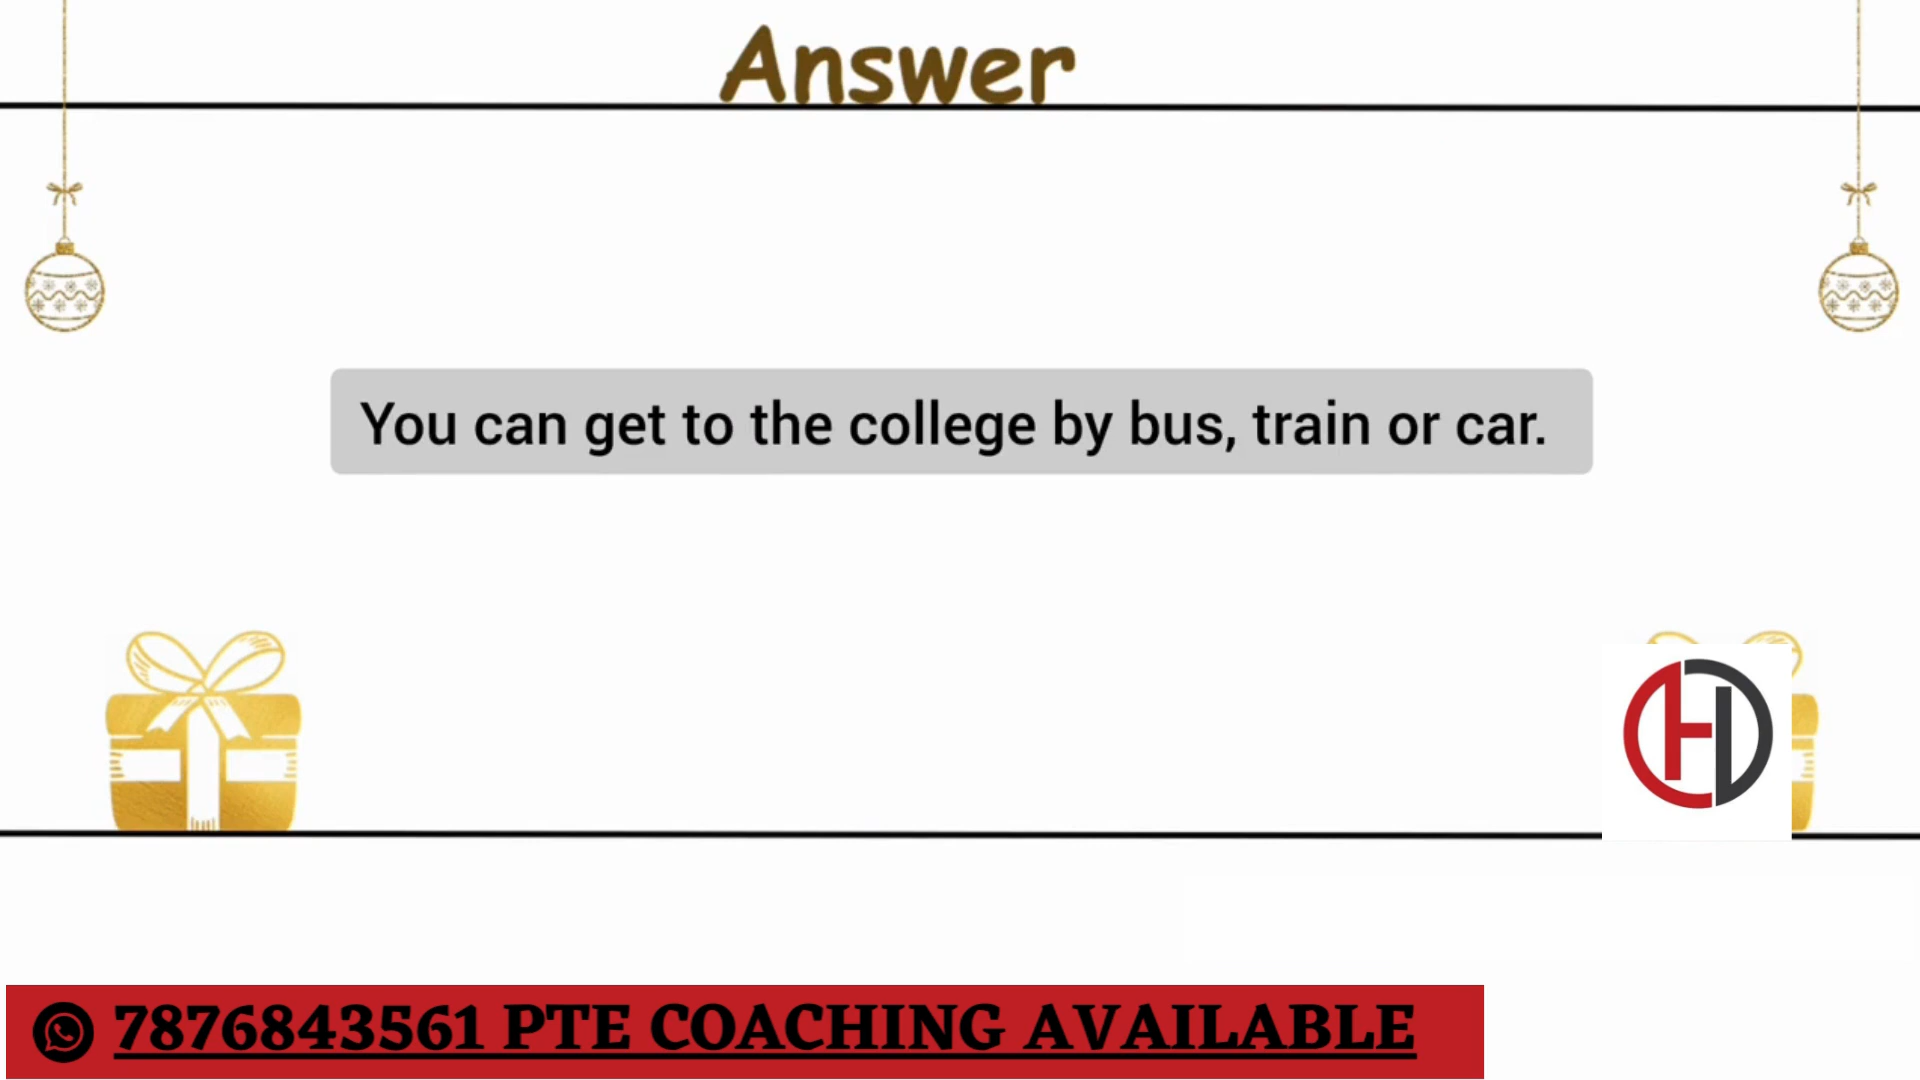 Answer
You can get to the college by bus, train or car.
7876843561 PTE COACHING AVAILABLE